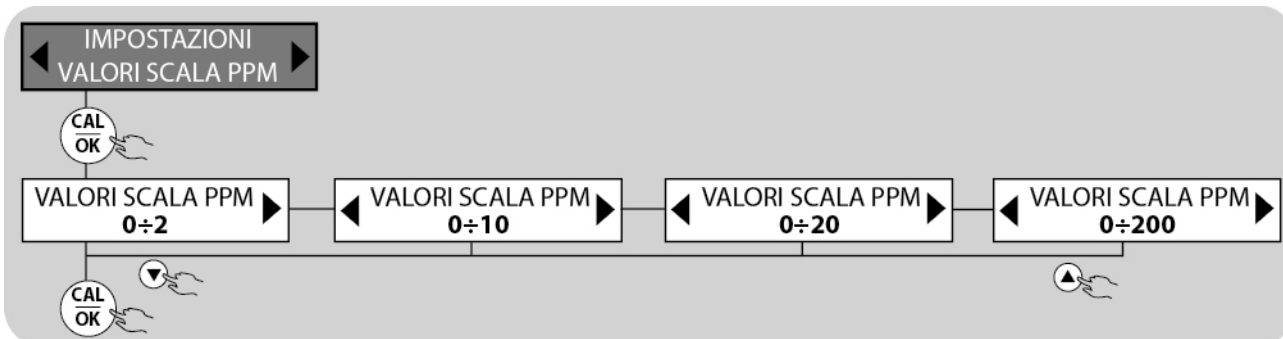 IMPOSTAZIONI
VALORI SCALA PPM
CAL
OK
VALORI SCALA PPM
0÷2
VALORI SCALA PPM
0÷10
VALORI SCALA PPM
0÷20
VALORI SCALA PPM
0÷200
CAL
OK